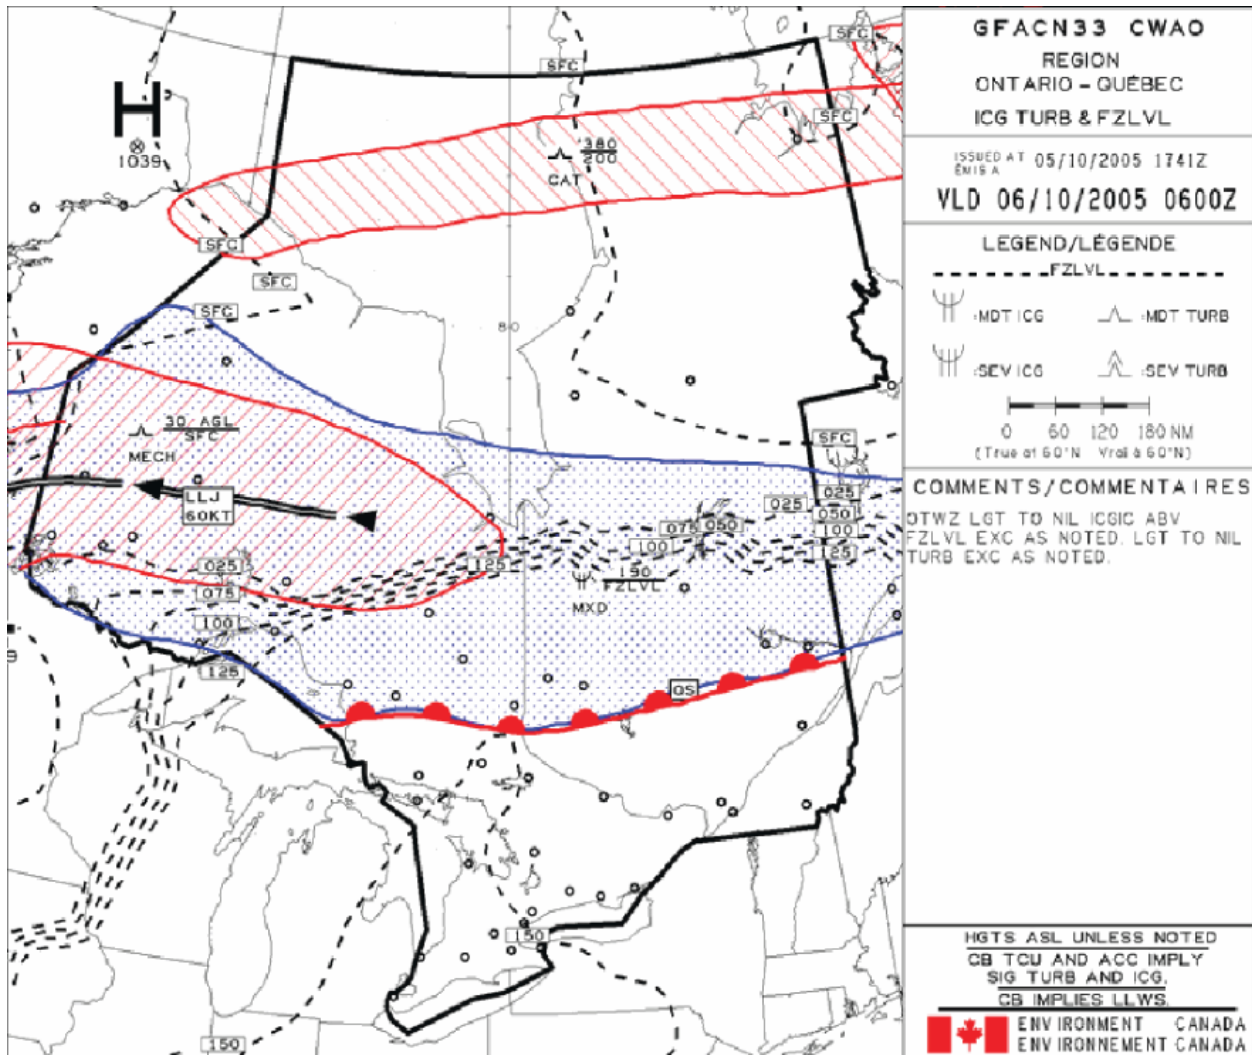 GFACN33 CWAO
REGION
ONTARIO - QUÉBEC
ICG TURB & FZLVL
ISSUED AT
ÉMIS A
05/10/2005 1741Z
VLD 06/10/2005 0600Z
LEGEND/LÉGENDE
FZLVL
:MDT ICG
:MDT TURB
:SEV ICG
:SEV TURB
0 60 120 180 NM
(True at 60°N Vrai à 60°N)
COMMENTS/COMMENTAIRES
OTWZ LGT TO NIL ICGIC ABV
FZLVL EXC AS NOTED. LGT TO NIL
TURB EXC AS NOTED.
HGTS ASL UNLESS NOTED
CB TCU AND ACC IMPLY
SIG TURB AND ICG.
CB IMPLIES LLWS.
ENVIRONMENT CANADA
ENVIRONNEMENT CANADA
SFC
SFC
H
1039
SFC
380
200
CAT
SFC
SFC
SFC
80
30 AGL
SFC
MECH
SFC
LLJ
60KT
025
025
050
075
050
100
100
125
125
025
075
100
125
190
FZLVL
MXD
OS
150
150